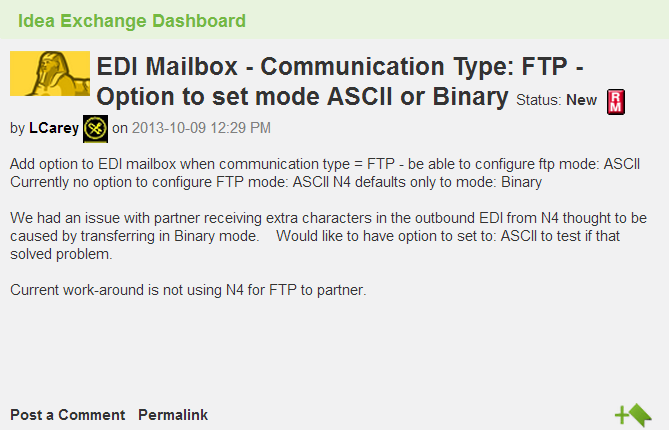 Idea Exchange Dashboard
EDI Mailbox - Communication Type: FTP -
Option to set mode ASCII or Binary Status: New RM
by LCarey on 2013-10-09 12:29 PM
Add option to EDI mailbox when communication type = FTP - be able to configure ftp mode: ASCII
Currently no option to configure FTP mode: ASCII N4 defaults only to mode: Binary
We had an issue with partner receiving extra characters in the outbound EDI from N4 thought to be
caused by transferring in Binary mode. Would like to have option to set to: ASCII to test if that
solved problem.
Current work-around is not using N4 for FTP to partner.
Post a Comment Permalink